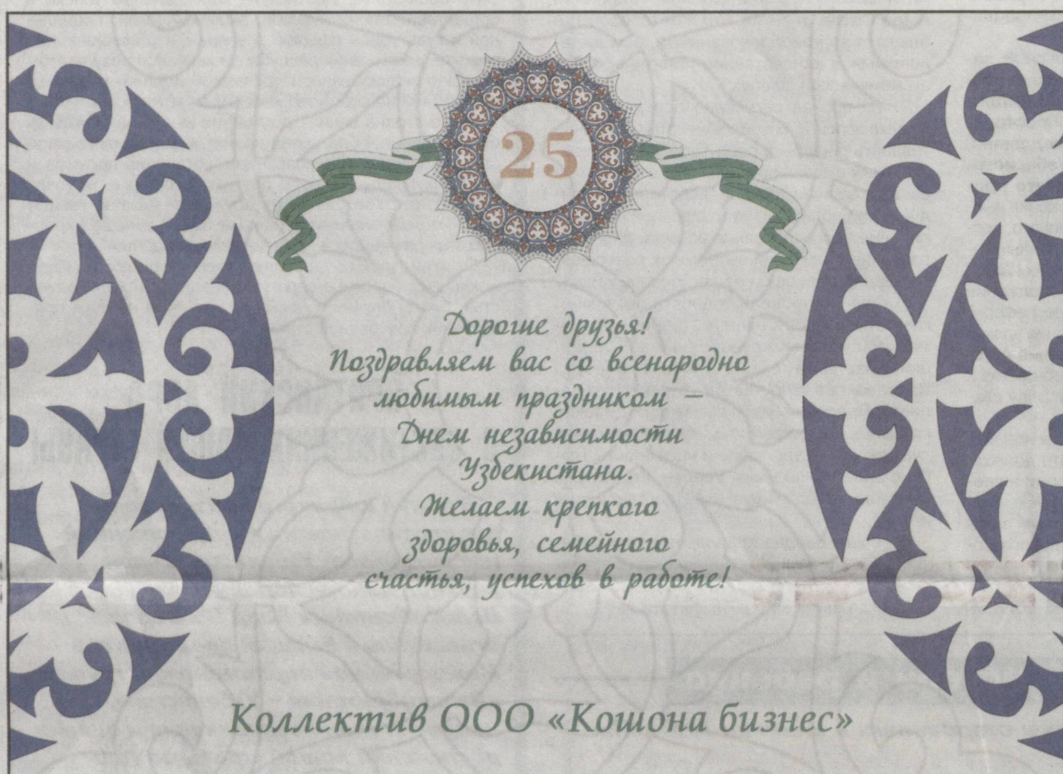 25
Дорогие друзья!
Поздравляем вас со всенародно
любимым праздником –
Днем независимости
Узбекистана.
Желаем крепкого
здоровья, семейного
счастья, успехов в работе!
Коллектив ООО «Кошона бизнес»